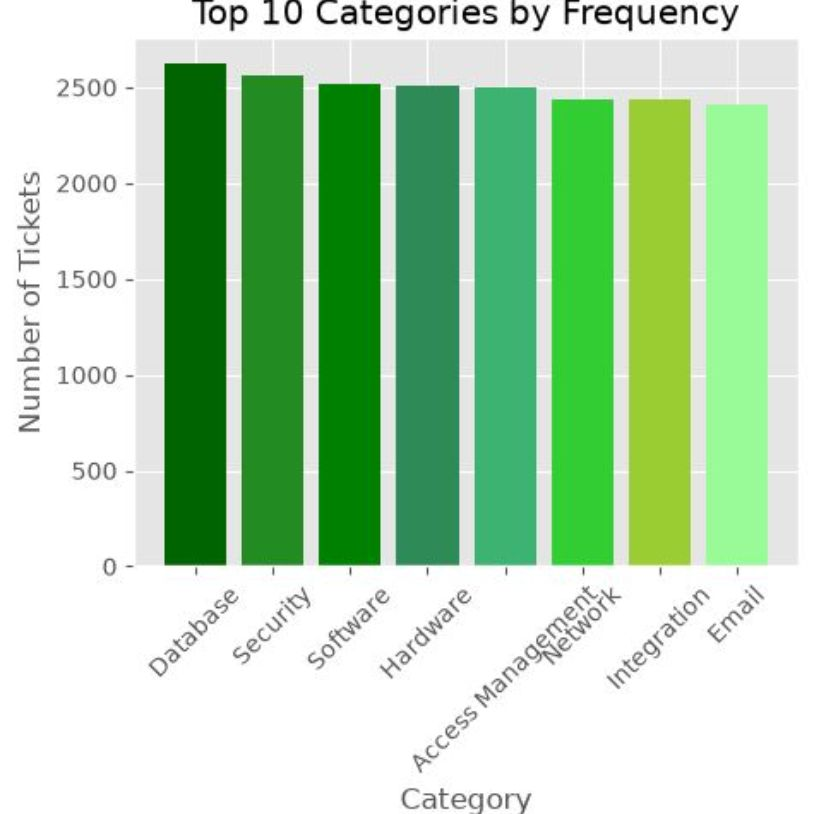 Top 10 Categories by Frequency
Number of Tickets
2500
2000
1500
1000
500
0
Database
Security
Software
Hardware
Access Management
Network
Integration
Email
Category